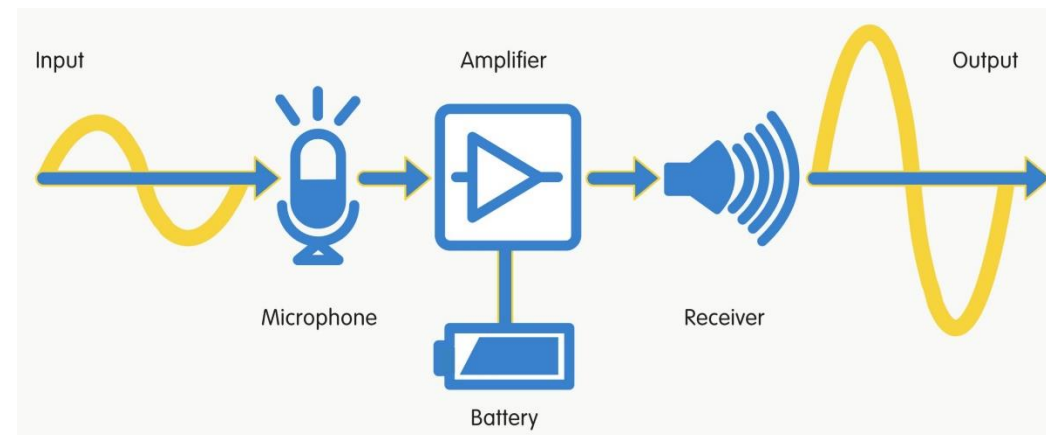 Input
Amplifier
Output
Microphone
Receiver
Battery